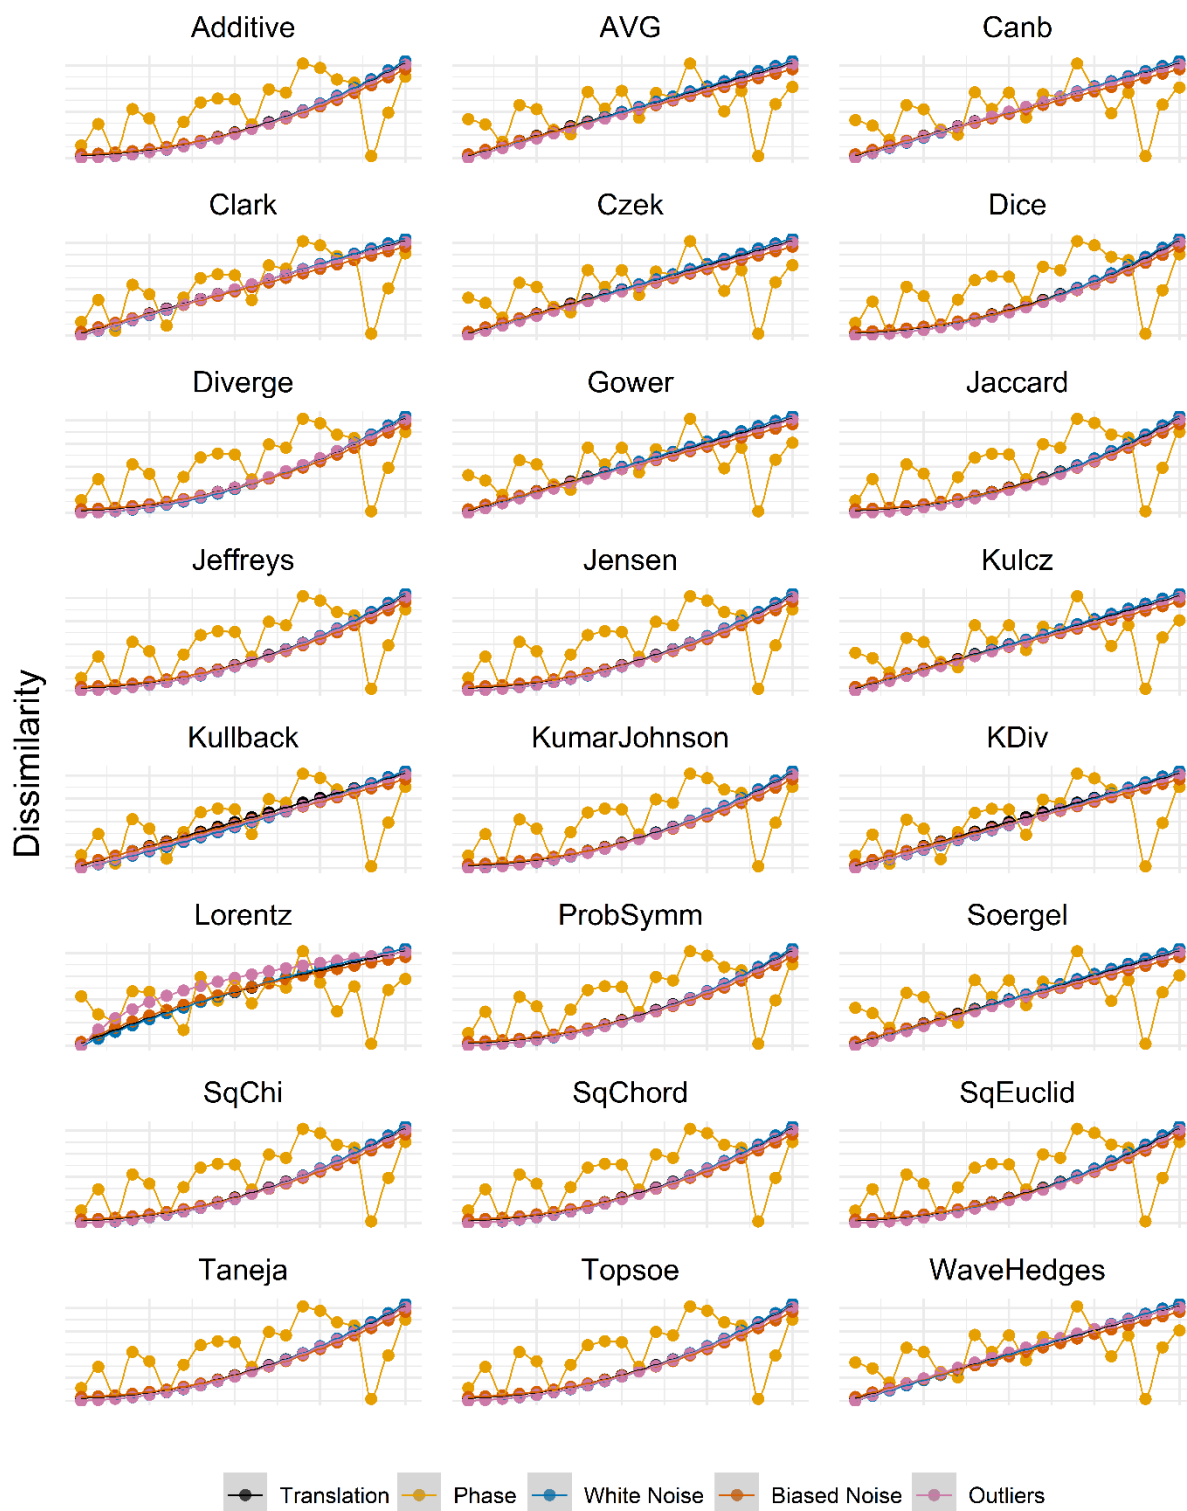 Additive AVG Canb
Clark Czek Dice
Diverge Gower Jaccard
Jeffreys Jensen Kulcz
Kullback KumarJohnson KDiv
Lorentz ProbSymm Soergel
SqChi SqChord SqEuclid
Taneja Topsoe WaveHedges
Dissimilarity
Translation Phase White Noise Biased Noise Outliers